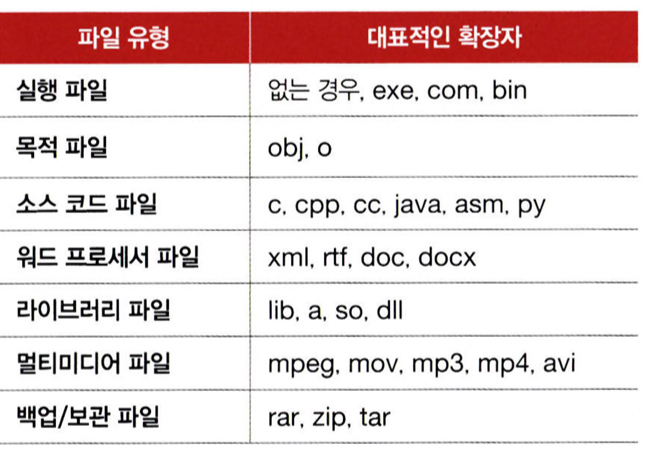 파일 유형 대표적인 확장자
실행 파일 없는 경우, exe, com, bin
목적 파일 obj, o
소스 코드 파일 c, cpp, cc, java, asm, py
워드 프로세서 파일 xml, rtf, doc, docx
라이브러리 파일 lib, a, so, dll
멀티미디어 파일 mpeg, mov, mp3, mp4, avi
백업/보관 파일 rar, zip, tar